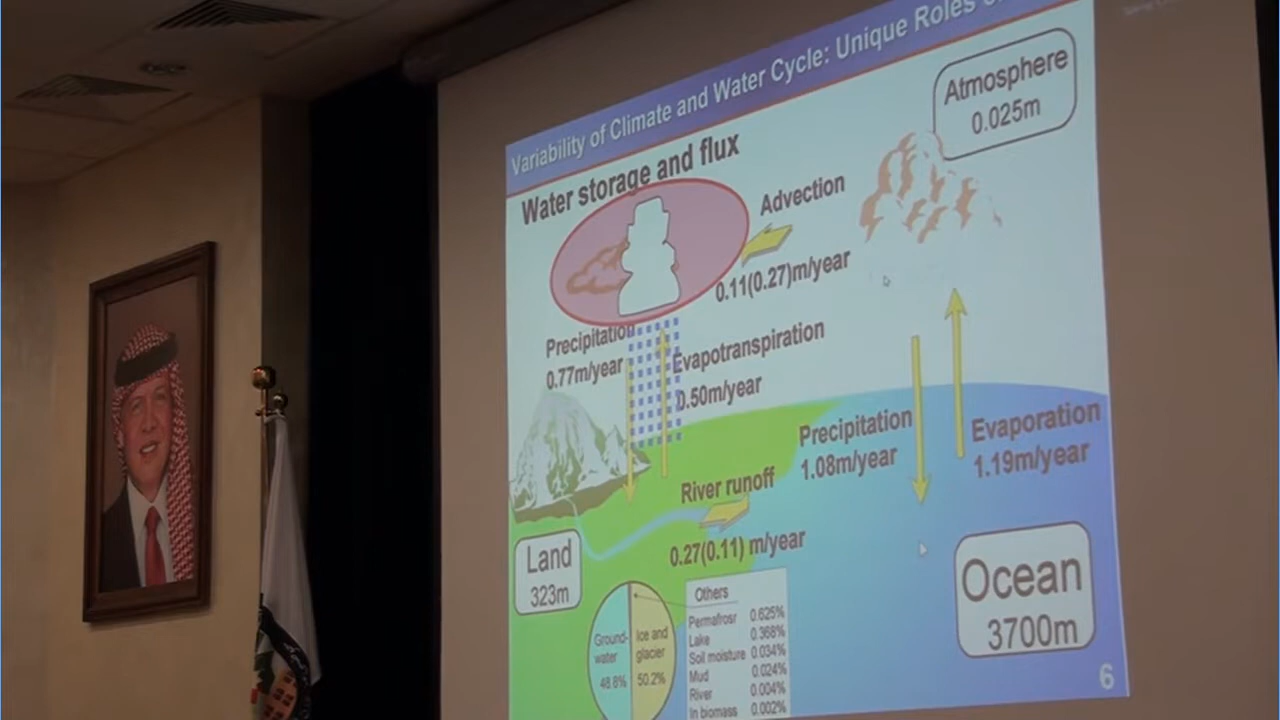 Variability of Climate and Water Cycle: Unique Roles
Water storage and flux
Atmosphere
0.025m
Advection
0.11(0.27)m/year
Precipitation
0.77m/year
Evapotranspiration
0.50m/year
Precipitation
1.08m/year
Evaporation
1.19m/year
River runoff
0.27(0.11) m/year
Land
323m
Ocean
3700m
Ground-
water
48.8%
Ice and
glacier
50.2%
Others
Permafrosr 0.625%
Lake 0.368%
Soil moisture 0.034%
Mud 0.024%
River 0.004%
In biomass 0.002%
6